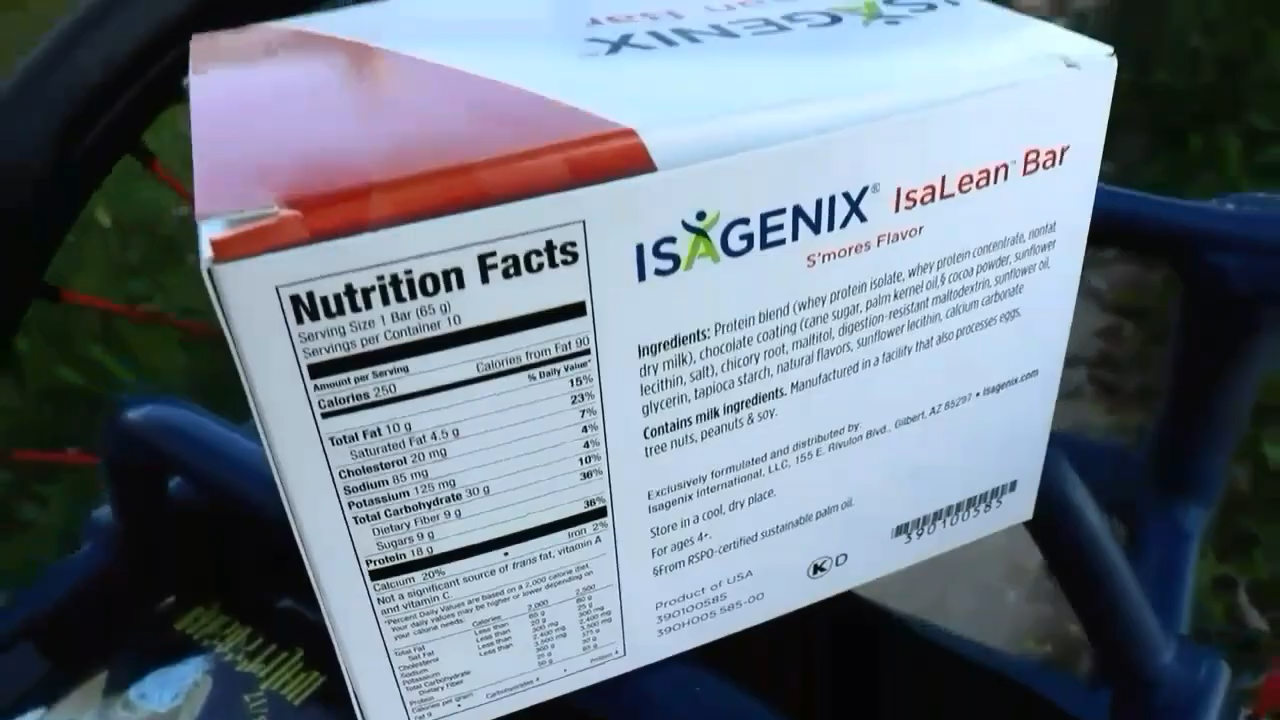 ISAGENIX
Nutrition Facts
Serving Size 1 Bar (65 g)
Servings per Container 10
Amount per Serving
Calories 250 Calories from Fat 90
% Daily Value*
Total Fat 10 g 15%
Saturated Fat 4.5 g 23%
Cholesterol 20 mg 7%
Sodium 85 mg 4%
Potassium 125 mg 4%
Total Carbohydrate 30 g 10%
Dietary Fiber 9 g 36%
Sugars 9 g
Protein 18 g 36%
Calcium 20% • Iron 2%
Not a significant source of trans fat, vitamin A
and vitamin C.
*Percent Daily Values are based on a 2,000 calorie diet.
Your daily values may be higher or lower depending on
your calorie needs:
Calories: 2,000 2,500
Total Fat Less than 65 g 80 g
Sat Fat Less than 20 g 25 g
Cholesterol Less than 300 mg 300 mg
Sodium Less than 2,400 mg 2,400 mg
Potassium 3,500 mg 3,500 mg
Total Carbohydrate 300 g 375 g
Dietary Fiber 25 g 30 g
Protein 50 g 65 g
Calories per gram:
Fat 9 • Carbohydrates 4 • Protein 4
ISAGENIX® IsaLean™ Bar
S'mores Flavor
Ingredients: Protein blend (whey protein isolate, whey protein concentrate, nonfat
dry milk), chocolate coating (cane sugar, palm kernel oil,§ cocoa powder, sunflower
lecithin, salt), chicory root, maltitol, digestion-resistant maltodextrin, sunflower oil,
glycerin, tapioca starch, natural flavors, sunflower lecithin, calcium carbonate
Contains milk ingredients. Manufactured in a facility that also processes eggs,
tree nuts, peanuts & soy.
Exclusively formulated and distributed by:
Isagenix International, LLC, 155 E. Rivulon Blvd., Gilbert, AZ 85297 • Isagenix.com
Store in a cool, dry place.
For ages 4+.
§From RSPO-certified sustainable palm oil.
K D
390100585
Product of USA
390100585
390H005.585-00